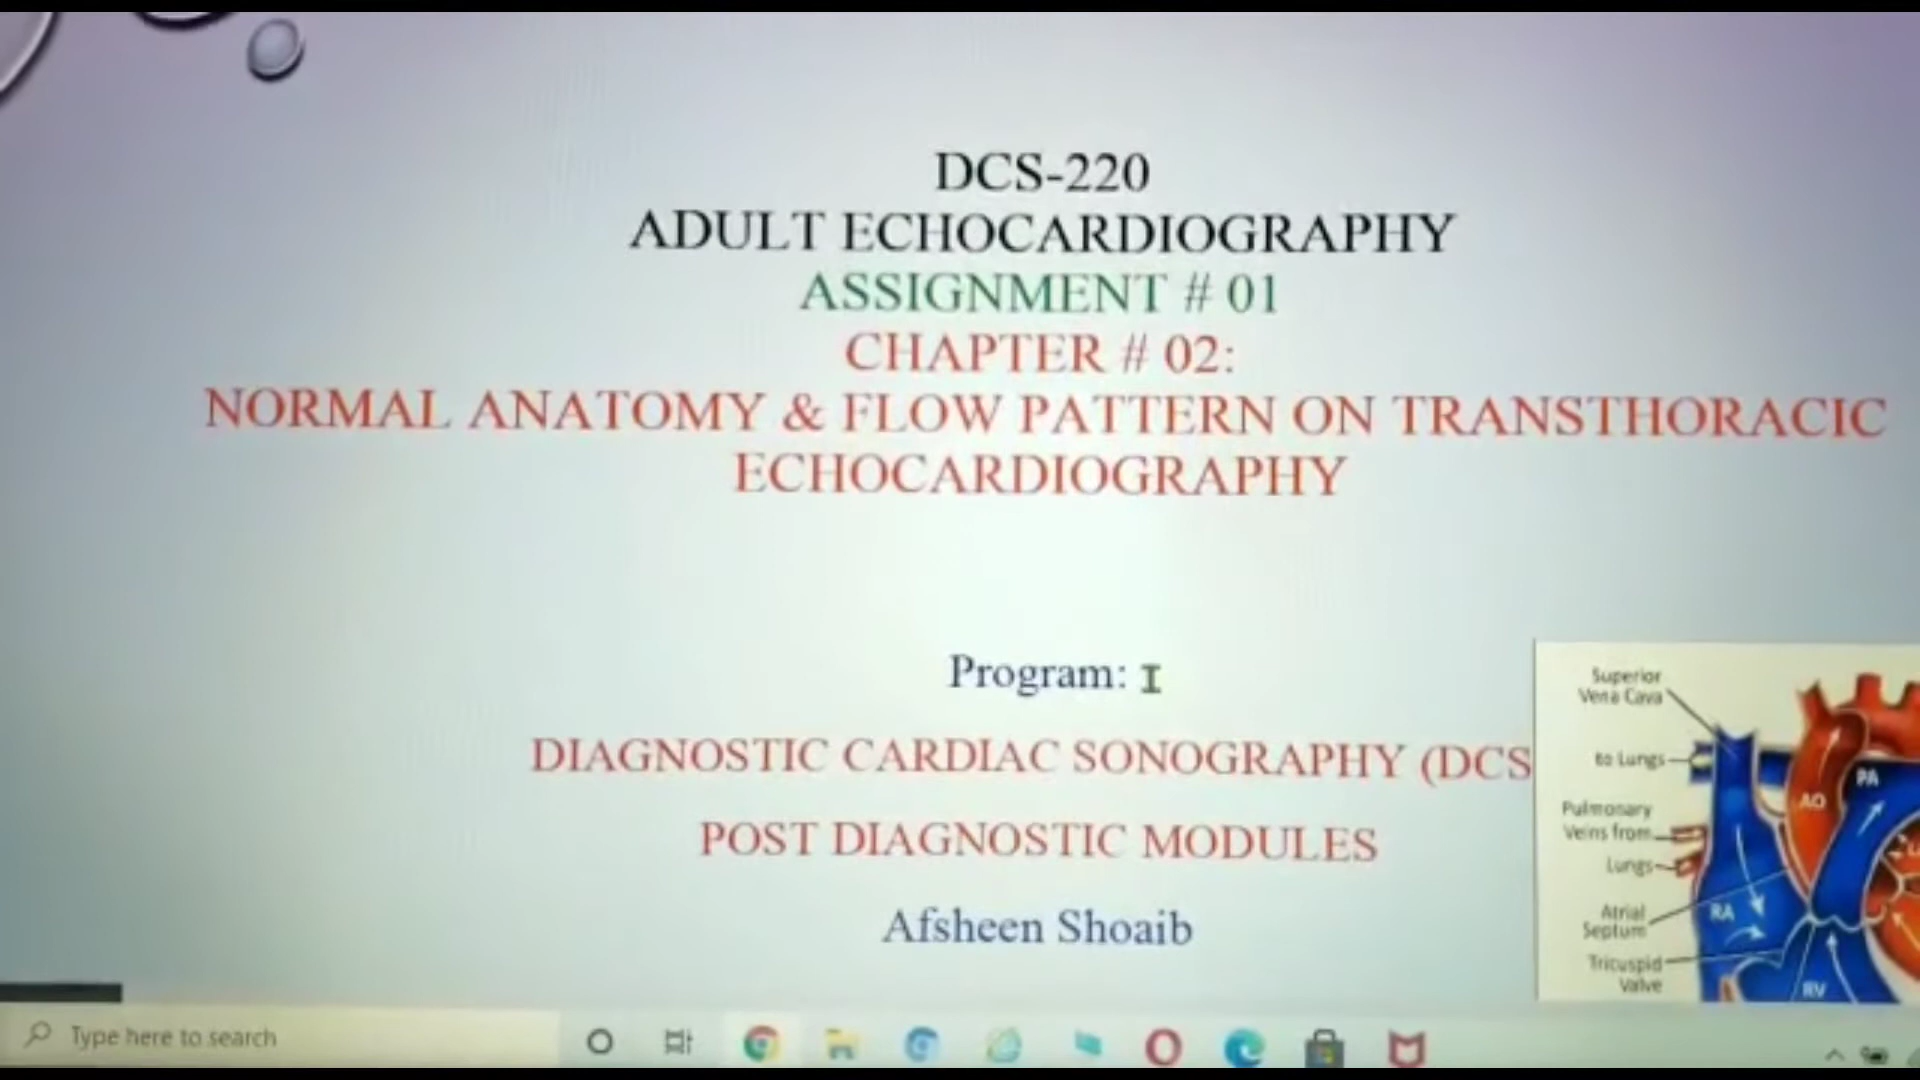 DCS-220
ADULT ECHOCARDIOGRAPHY
ASSIGNMENT # 01
CHAPTER # 02:
NORMAL ANATOMY & FLOW PATTERN ON TRANSTHORACIC
ECHOCARDIOGRAPHY
Program:
DIAGNOSTIC CARDIAC SONOGRAPHY (DCS
POST DIAGNOSTIC MODULES
Afsheen Shoaib
Superior
Vena Cava
to Lungs
Pulmonary
Veins from
Lungs
Atrial
Septum
Tricuspid
Valve
PA
AO
RA
RV
Type here to search